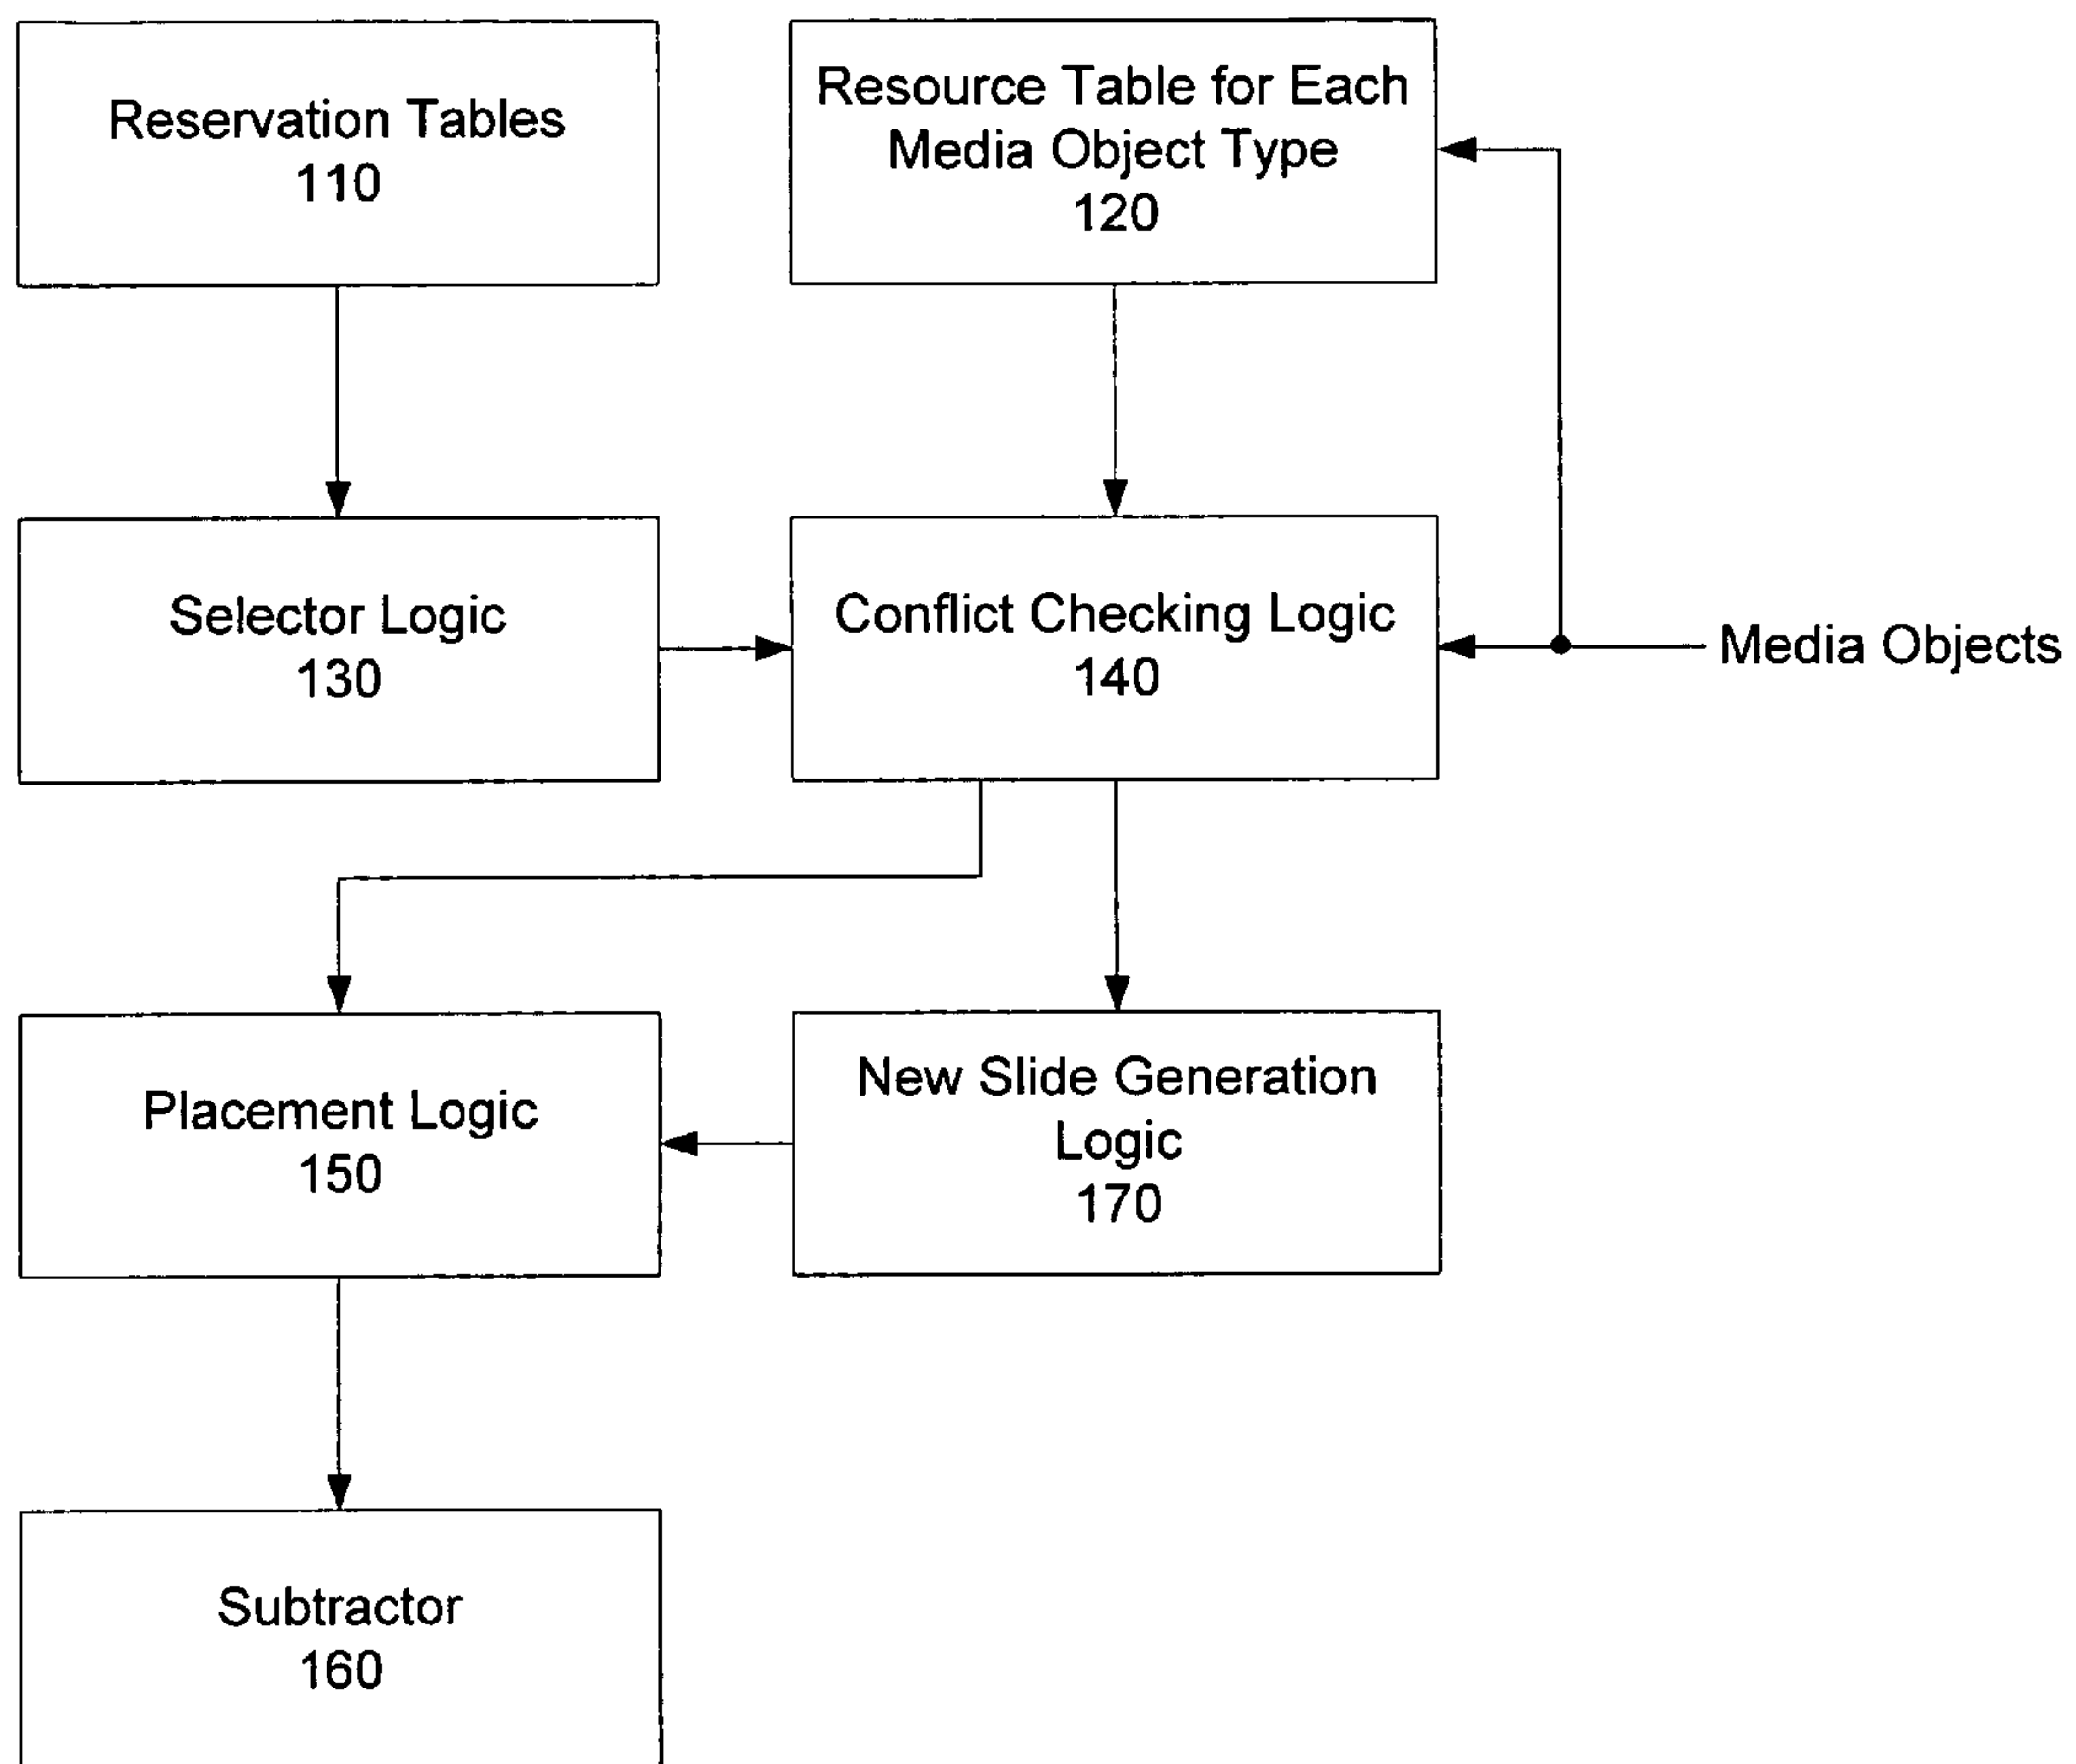 Reservation Tables
110
Resource Table for Each
Media Object Type
120
Selector Logic
130
Conflict Checking Logic
140
Media Objects
Placement Logic
150
New Slide Generation
Logic
170
Subtractor
160